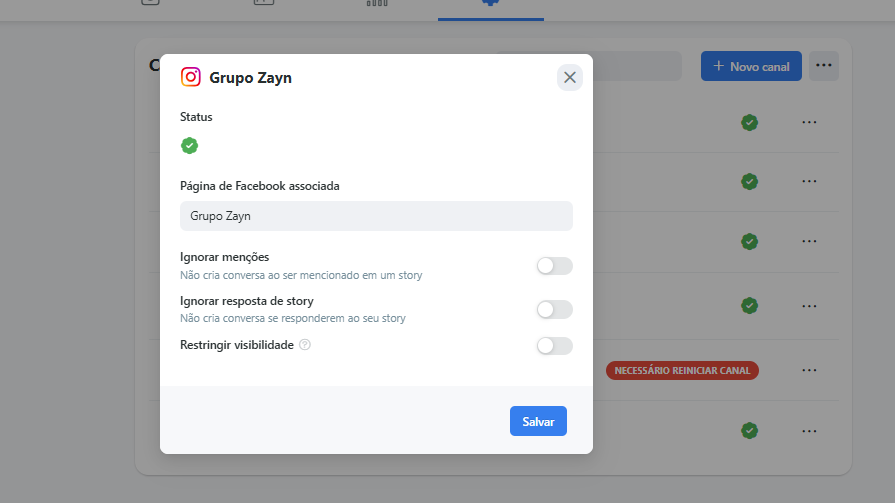 Grupo Zayn
Novo canal
Status
Página de Facebook associada
Grupo Zayn
Ignorar menções
Não cria conversa ao ser mencionado em um story
Ignorar resposta de story
Não cria conversa se responderem ao seu story
Restringir visibilidade
NECESSÁRIO REINICIAR CANAL
Salvar